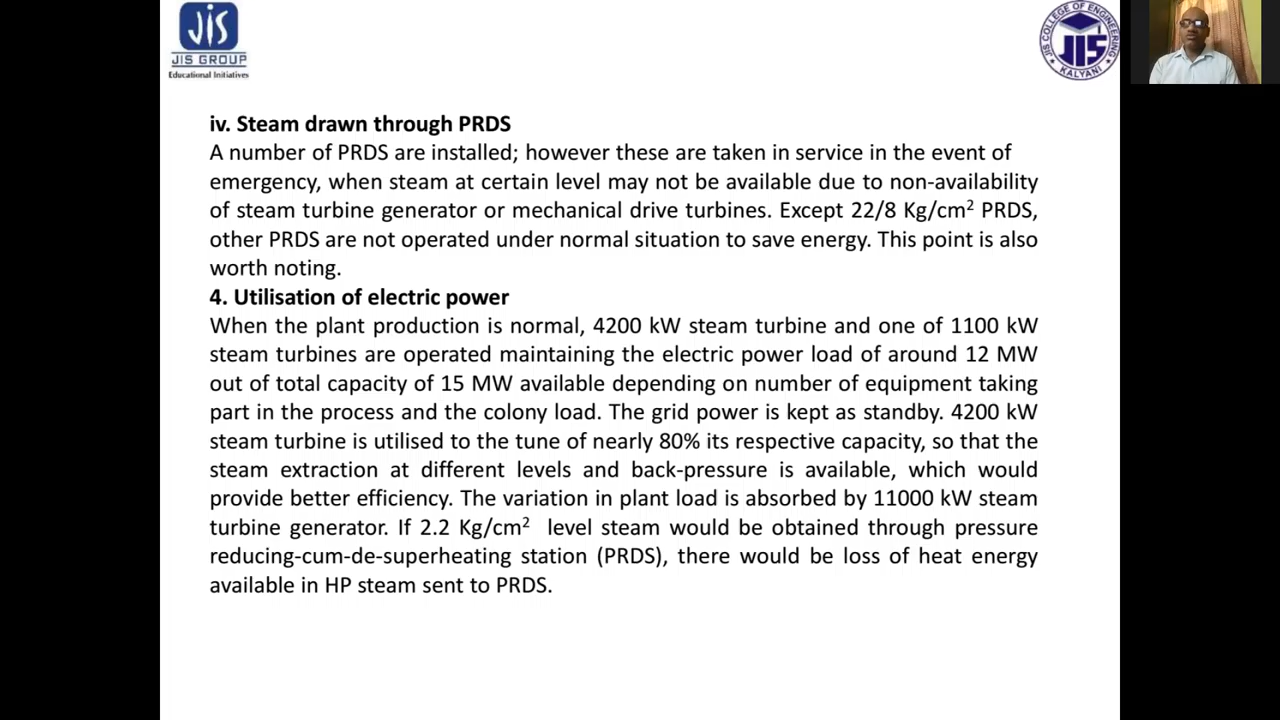 JIS
JIS GROUP
Educational Initiatives
JIS COLLEGE OF ENGINEERING
JIS
KALYANI
iv. Steam drawn through PRDS
A number of PRDS are installed; however these are taken in service in the event of
emergency, when steam at certain level may not be available due to non-availability
of steam turbine generator or mechanical drive turbines. Except 22/8 Kg/cm² PRDS,
other PRDS are not operated under normal situation to save energy. This point is also
worth noting.
4. Utilisation of electric power
When the plant production is normal, 4200 kW steam turbine and one of 1100 kW
steam turbines are operated maintaining the electric power load of around 12 MW
out of total capacity of 15 MW available depending on number of equipment taking
part in the process and the colony load. The grid power is kept as standby. 4200 kW
steam turbine is utilised to the tune of nearly 80% its respective capacity, so that the
steam extraction at different levels and back-pressure is available, which would
provide better efficiency. The variation in plant load is absorbed by 11000 kW steam
turbine generator. If 2.2 Kg/cm² level steam would be obtained through pressure
reducing-cum-de-superheating station (PRDS), there would be loss of heat energy
available in HP steam sent to PRDS.